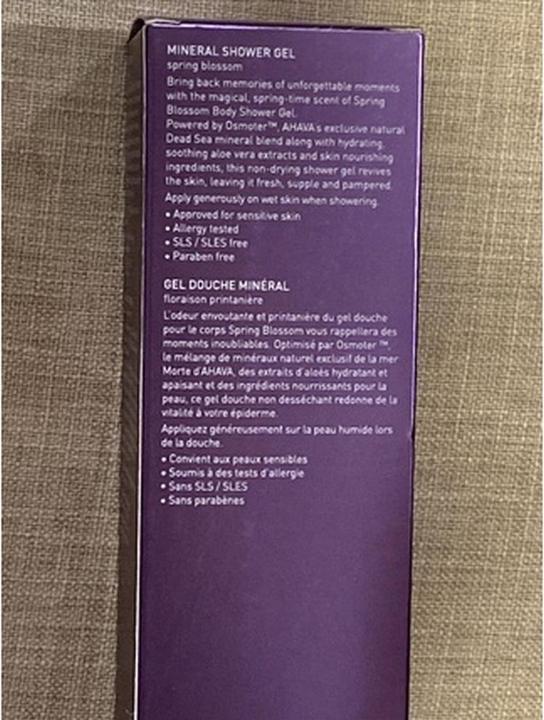 MINERAL SHOWER GEL
spring blossom
Bring back memories of unforgettable moments
with the magical, spring-time scent of Spring
Blossom Body Shower Gel.
Powered by Osmoter™, AHAVA's exclusive natural
Dead Sea mineral blend along with hydrating,
soothing aloe vera extracts and skin nourishing
ingredients, this non-drying shower gel revives
the skin, leaving it fresh, supple and pampered.
Apply generously on wet skin when showering.
• Approved for sensitive skin
• Allergy tested
• SLS / SLES free
• Paraben free
GEL DOUCHE MINÉRAL
floraison printanière
L'odeur envoutante et printanière du gel douche
pour le corps Spring Blossom vous rappellera des
moments inoubliables. Optimisé par Osmoter ™,
le mélange de minéraux naturel exclusif de la mer
Morte d'AHAVA, des extraits d'aloès hydratant et
apaisant et des ingrédients nourrissants pour la
peau, ce gel douche non desséchant redonne de la
vitalité à votre épiderme.
Appliquez généreusement sur la peau humide lors
de la douche.
• Convient aux peaux sensibles
• Soumis à des tests d'allergie
• Sans SLS / SLES
• Sans parabènes